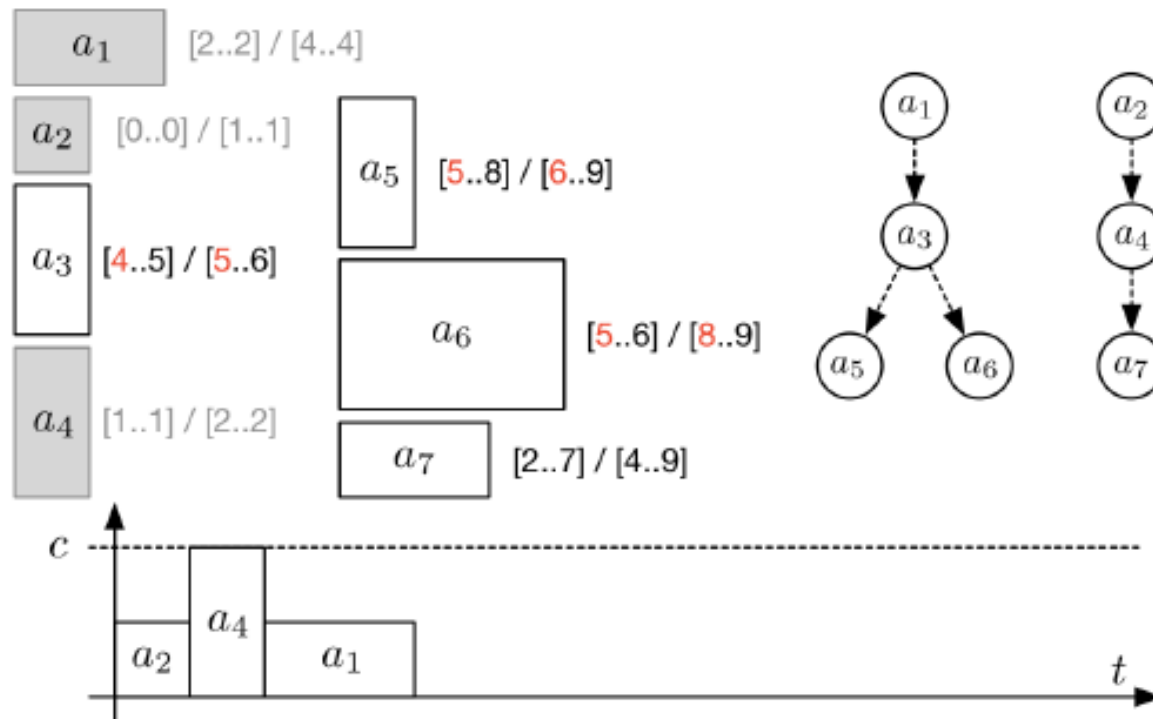 a₁ [2..2] / [4..4]
a₂ [0..0] / [1..1]
a₃ [4..5] / [5..6]
a₄ [1..1] / [2..2]
a₅ [5..8] / [6..9]
a₆ [5..6] / [8..9]
a₇ [2..7] / [4..9]
a₁ a₂
a₃ a₄
a₅ a₆ a₇
c
a₂ a₄ a₁
t